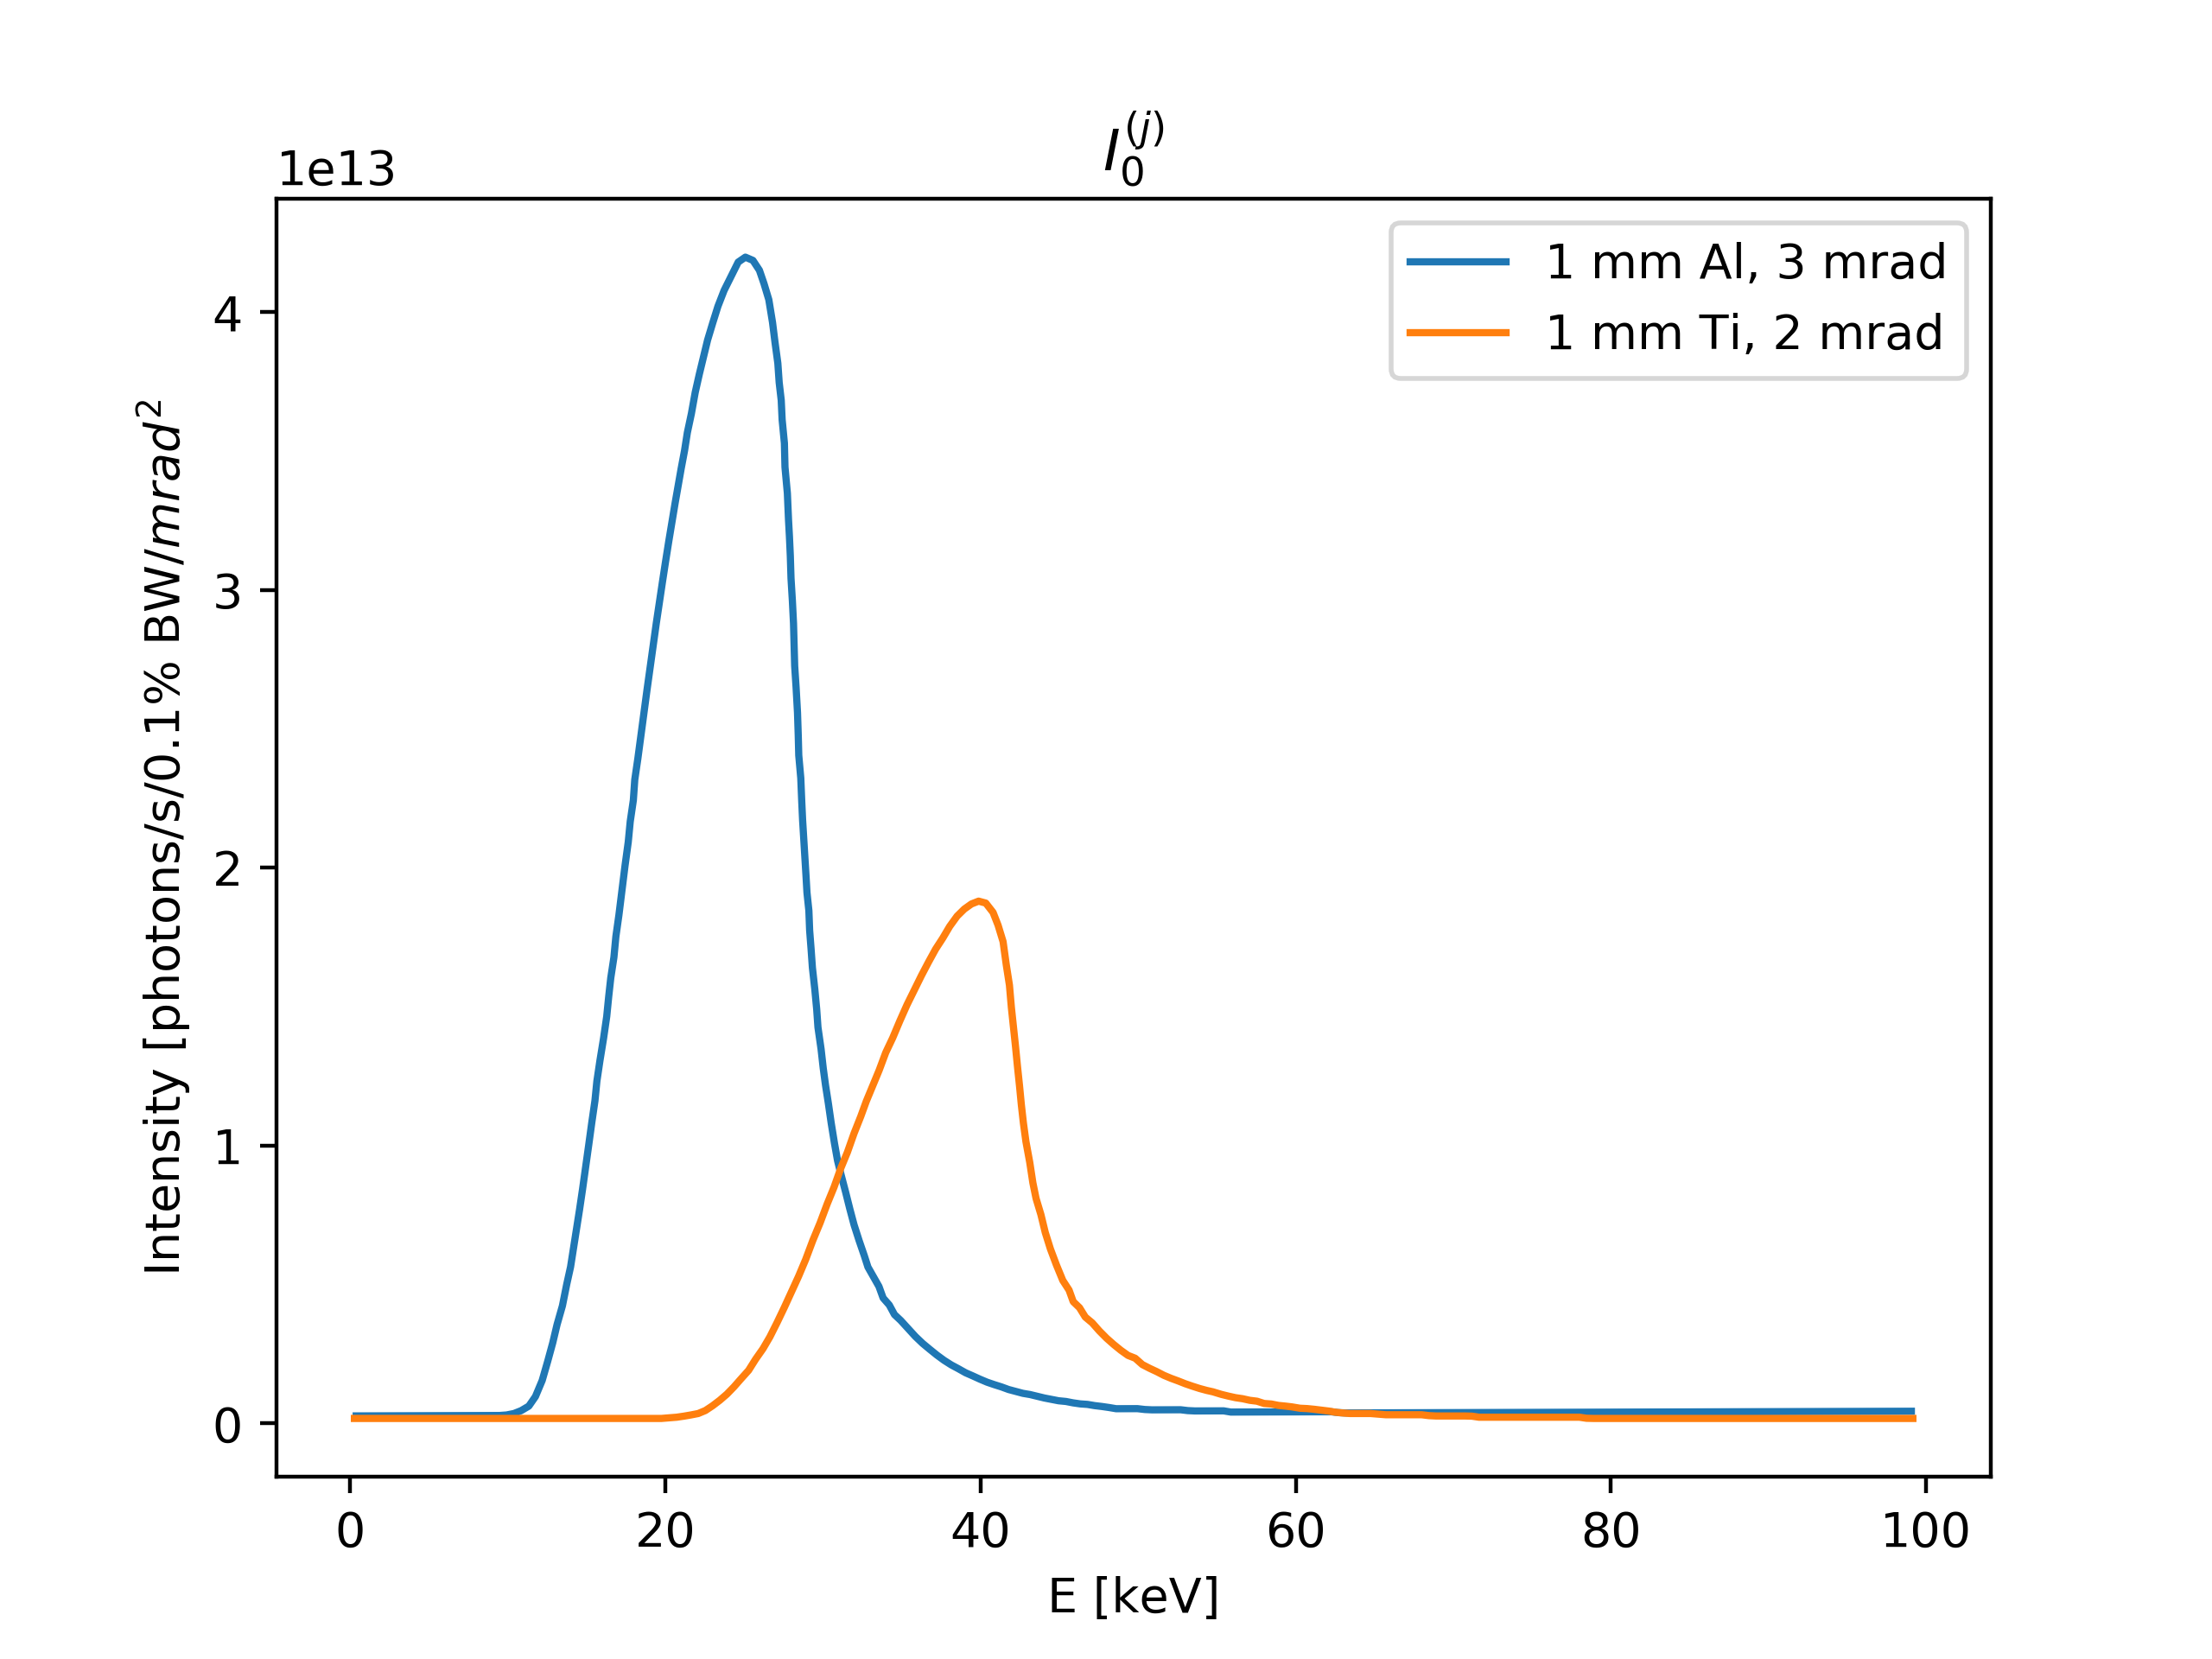 $I_0^{(j)}$
1e13
1 mm Al, 3 mrad
1 mm Ti, 2 mrad
Intensity [photons/s/0.1% BW/$mrad^2$
4
3
2
1
0
0 20 40 60 80 100
E [keV]